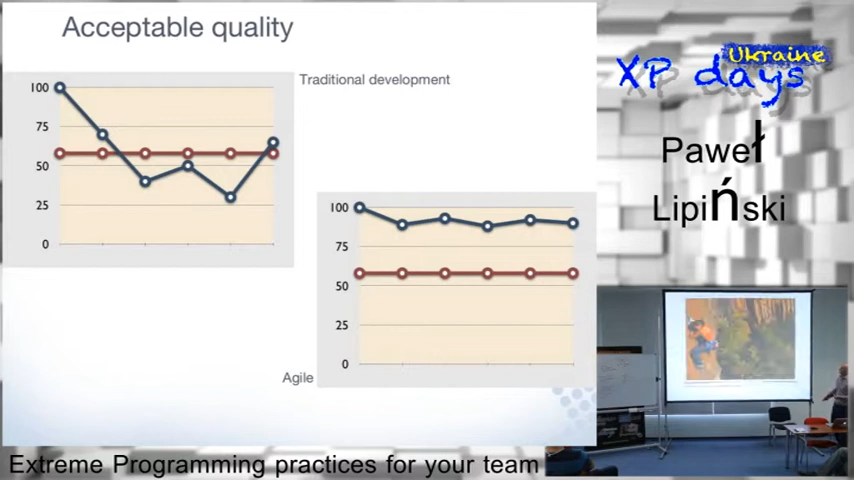 Acceptable quality
Traditional development
100
75
50
25
0
100
75
50
25
0
Agile
Ukraine
XP days
Paweł
Lipiński
Extreme Programming practices for your team